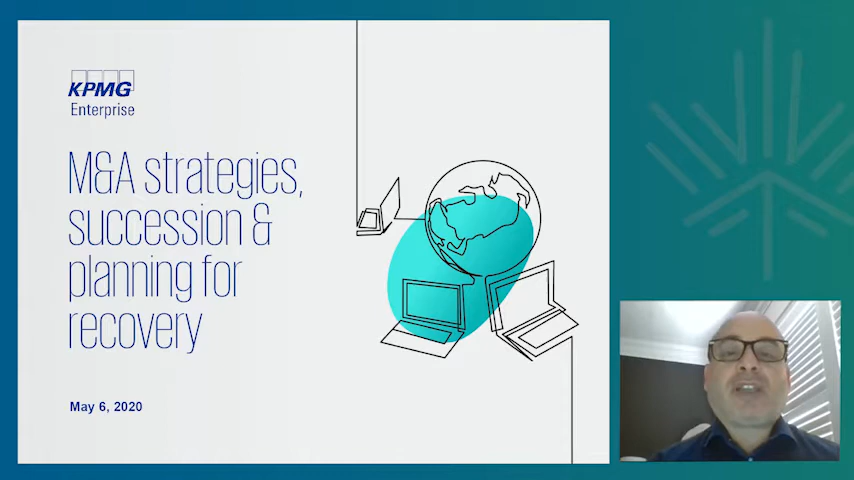 KPMG
Enterprise
M&A strategies,
succession &
planning for
recovery
May 6, 2020